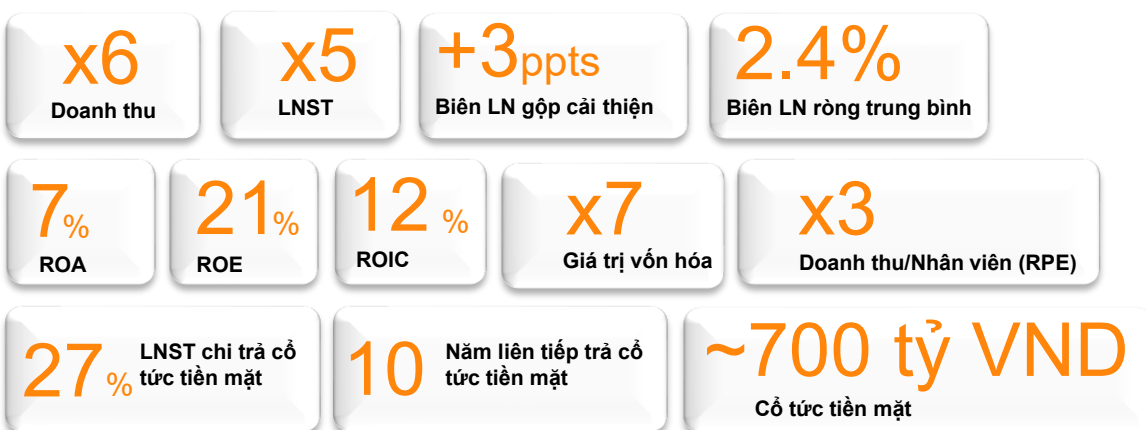 x6
Doanh thu
x5
LNST
+3ppts
Biên LN gộp cải thiện
2.4%
Biên LN ròng trung bình
7%
ROA
21%
ROE
12 %
ROIC
x7
Giá trị vốn hóa
x3
Doanh thu/Nhân viên (RPE)
27%
LNST chi trả cổ
tức tiền mặt
10
Năm liên tiếp trả cổ
tức tiền mặt
~700 tỷ VND
Cổ tức tiền mặt